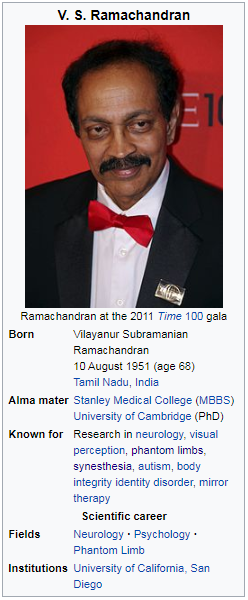 V. S. Ramachandran
E10
Ramachandran at the 2011 Time 100 gala
Born Vilayanur Subramanian
Ramachandran
10 August 1951 (age 68)
Tamil Nadu, India
Alma mater Stanley Medical College (MBBS)
University of Cambridge (PhD)
Known for Research in neurology, visual
perception, phantom limbs,
synesthesia, autism, body
integrity identity disorder, mirror
therapy
Scientific career
Fields Neurology · Psychology ·
Phantom Limb
Institutions University of California, San
Diego